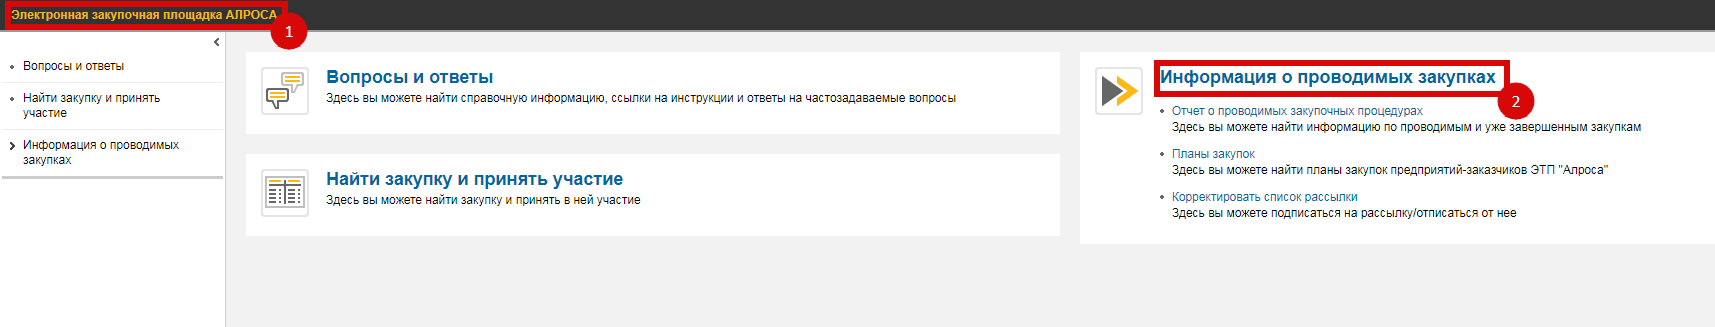 Электронная закупочная площадка АЛРОСА
1
Вопросы и ответы
Найти закупку и принять
участие
Информация о проводимых
закупках
Вопросы и ответы
Здесь вы можете найти справочную информацию, ссылки на инструкции и ответы на частозадаваемые вопросы
Найти закупку и принять участие
Здесь вы можете найти закупку и принять в ней участие
Информация о проводимых закупках
2
Отчет о проводимых закупочных процедурах
Здесь вы можете найти информацию по проводимым и уже завершенным закупкам
Планы закупок
Здесь вы можете найти планы закупок предприятий-заказчиков ЭТП "Алроса"
Корректировать список рассылки
Здесь вы можете подписаться на рассылку/отписаться от нее